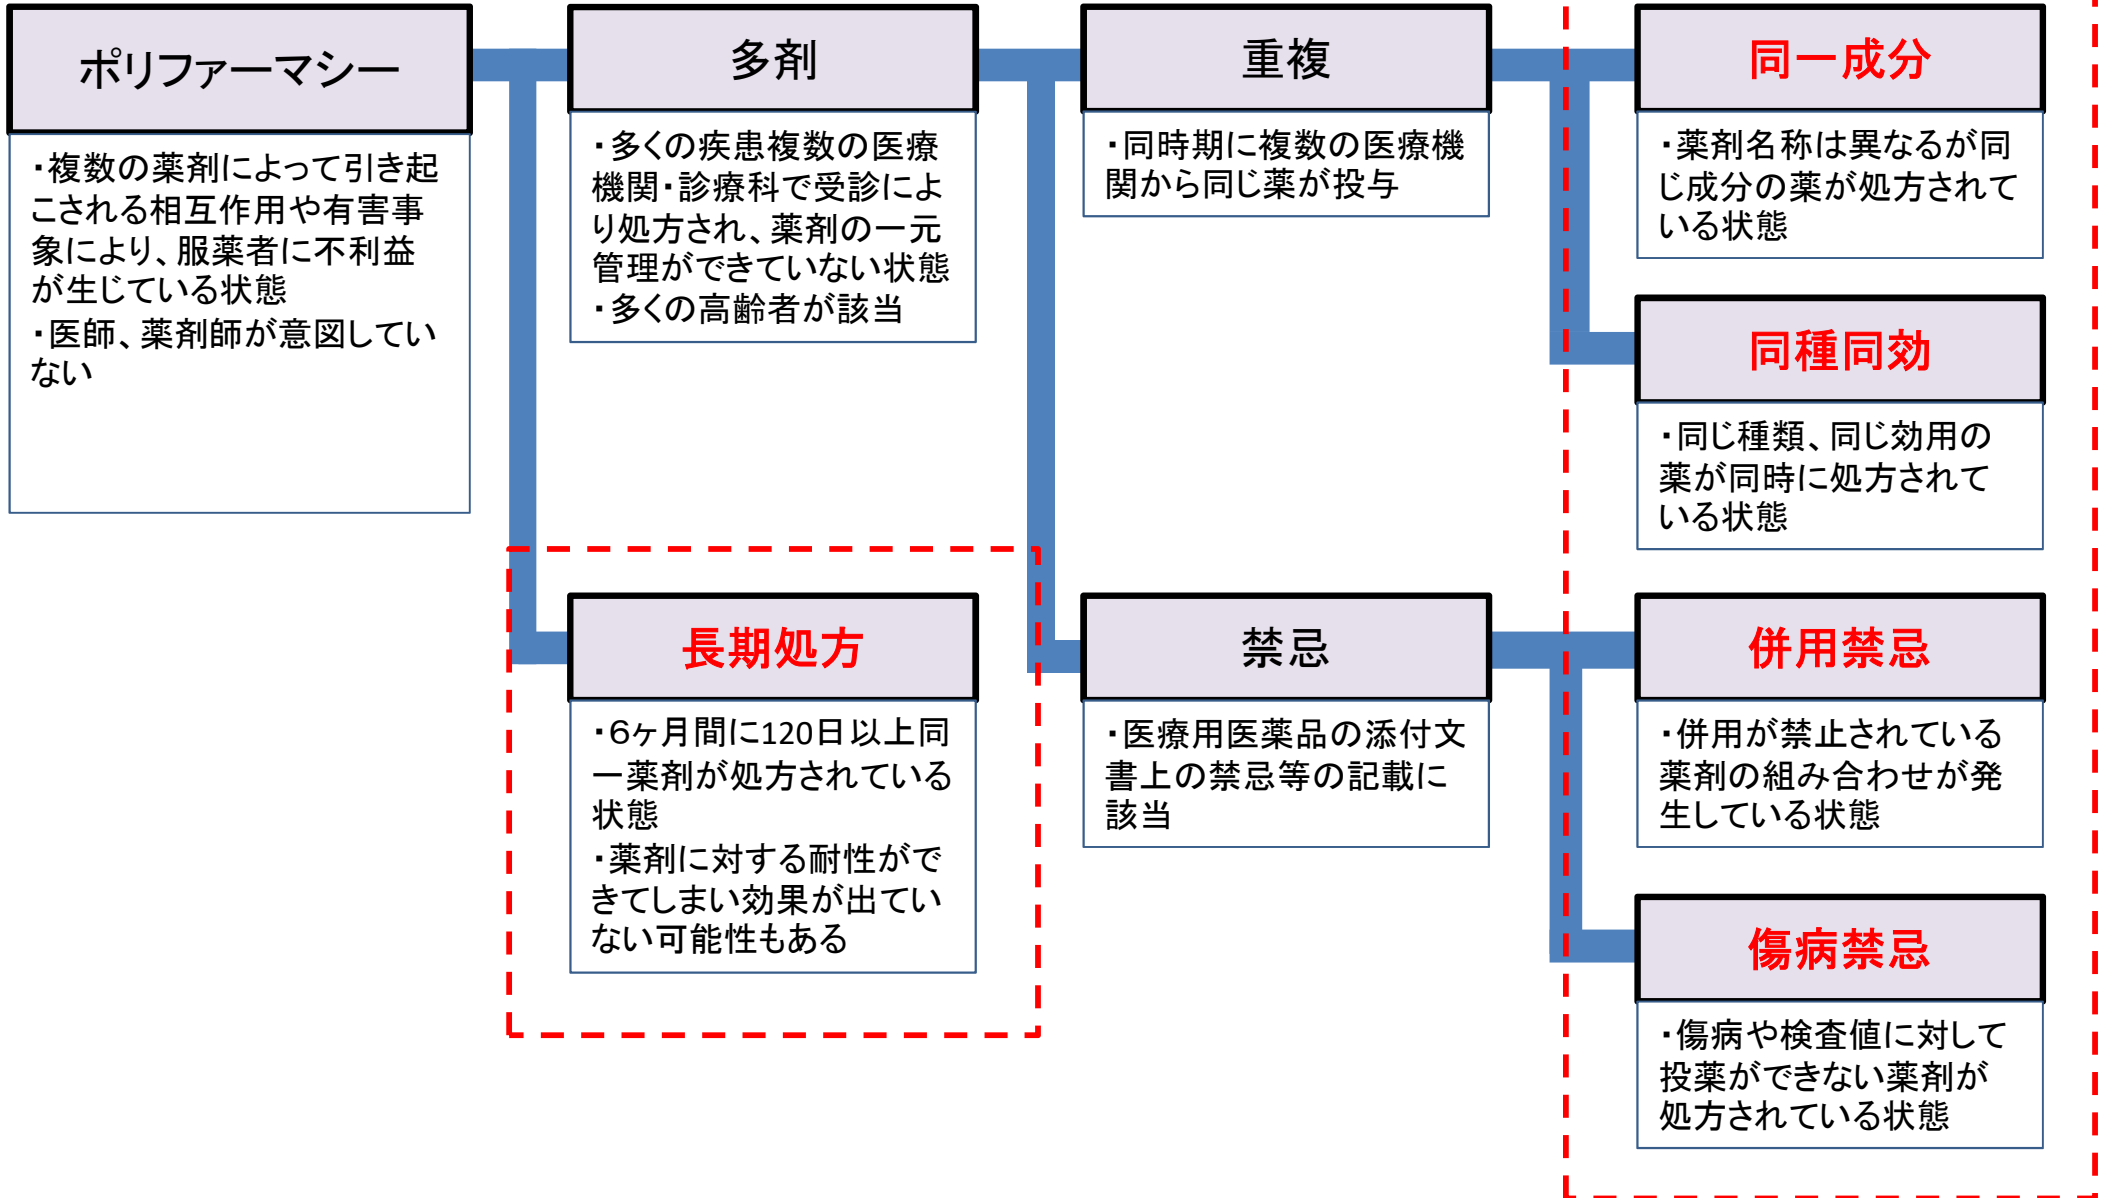 ポリファーマシー
・複数の薬剤によって引き起
こされる相互作用や有害事
象により、服薬者に不利益
が生じている状態
・医師、薬剤師が意図してい
ない
多剤
・多くの疾患複数の医療
機関・診療科で受診によ
り処方され、薬剤の一元
管理ができていない状態
・多くの高齢者が該当
長期処方
・6ヶ月間に120日以上同
一薬剤が処方されている
状態
・薬剤に対する耐性がで
きてしまい効果が出てい
ない可能性もある
重複
・同時期に複数の医療機
関から同じ薬が投与
禁忌
・医療用医薬品の添付文
書上の禁忌等の記載に
該当
同一成分
・薬剤名称は異なるが同
じ成分の薬が処方されて
いる状態
同種同効
・同じ種類、同じ効用の
薬が同時に処方されて
いる状態
併用禁忌
・併用が禁止されている
薬剤の組み合わせが発
生している状態
傷病禁忌
・傷病や検査値に対して
投薬ができない薬剤が
処方されている状態